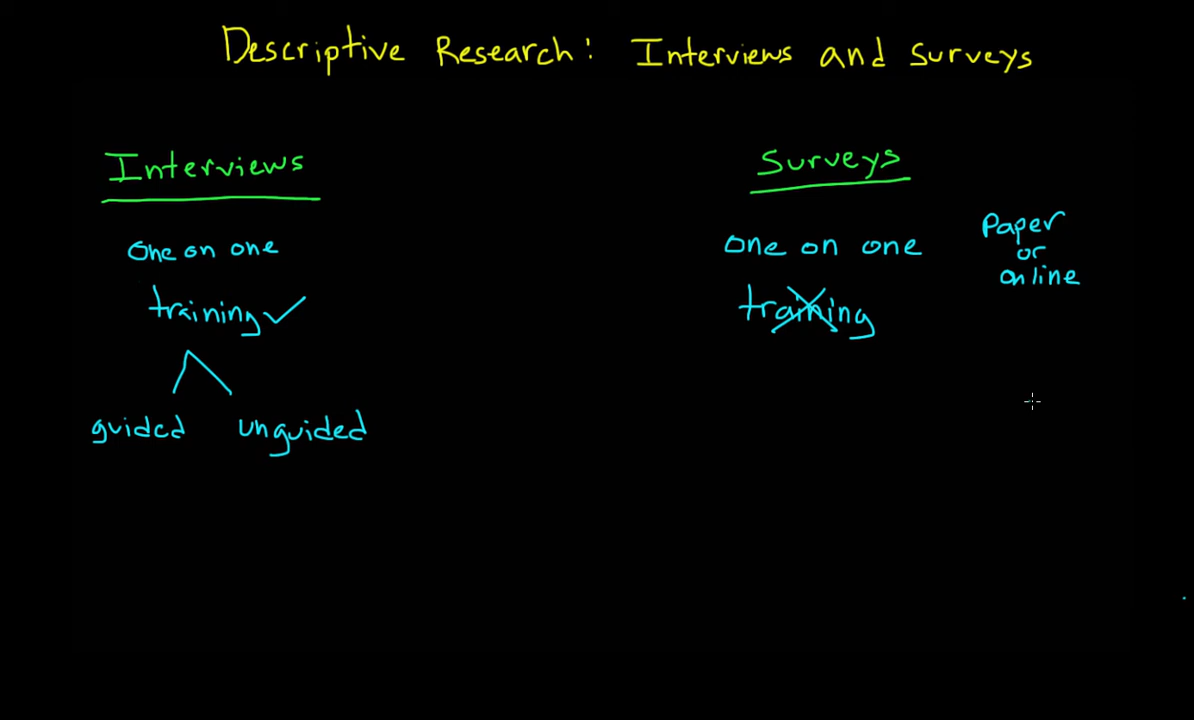 Descriptive Research: Interviews and Surveys
Interviews
one on one
training
guided unguided
Surveys
one on one
training
Paper
or
online